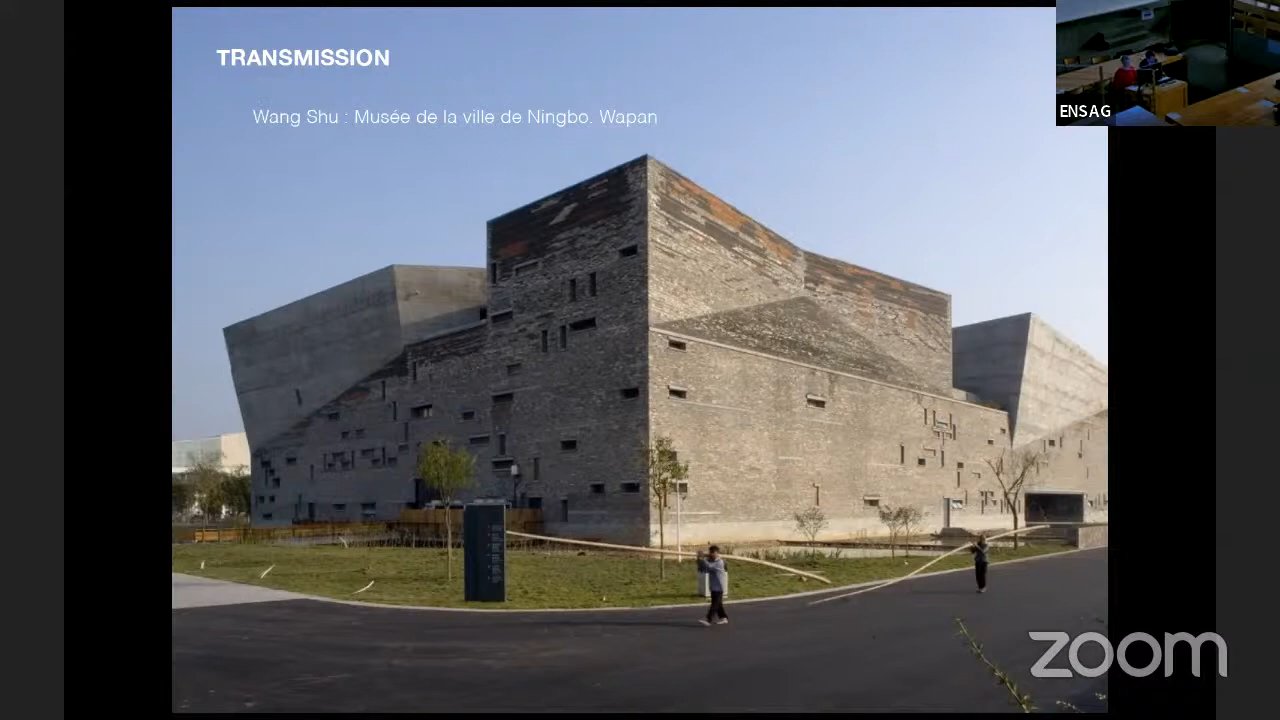 TRANSMISSION
Wang Shu : Musée de la ville de Ningbo. Wapan
ENSAG
zoom